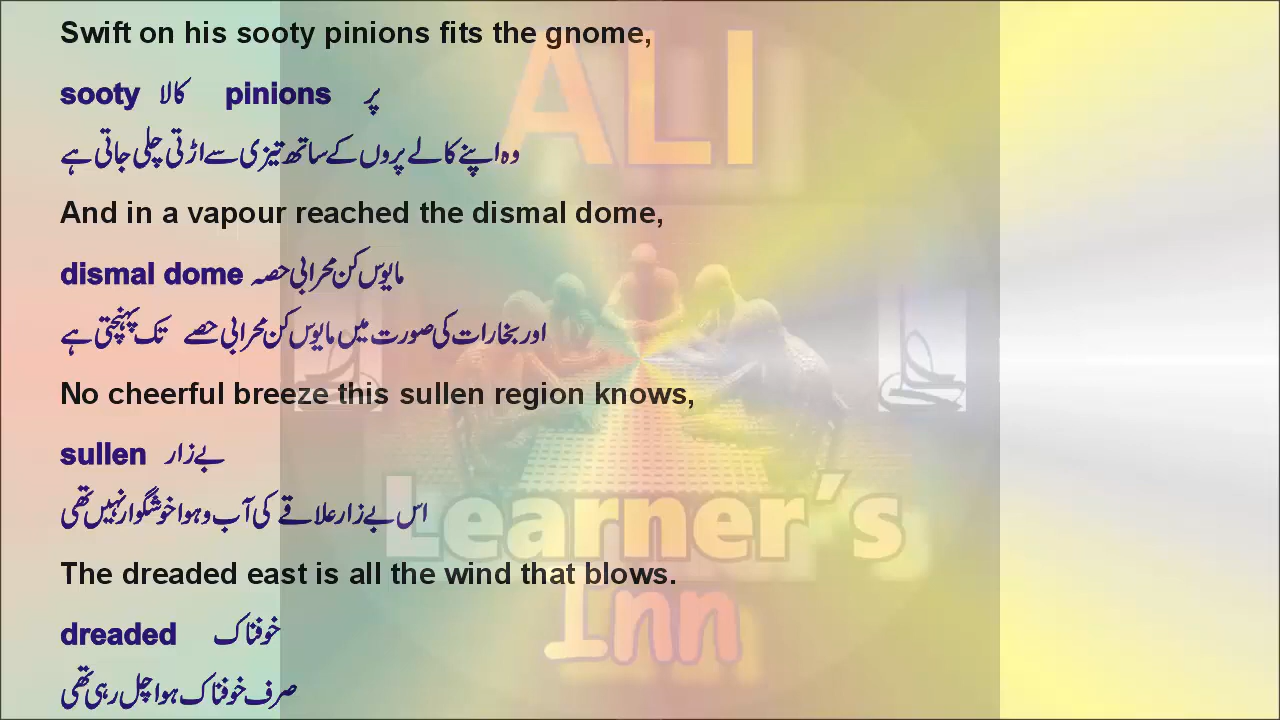 Swift on his sooty pinions fits the gnome,
sooty کالا pinions پر
وہ اپنے کالے پروں کے ساتھ تیزی سے اڑتی چلی جاتی ہے
And in a vapour reached the dismal dome,
dismal dome مایوس کن محرابی حصہ
اور بخارات کی صورت میں مایوس کن محرابی حصے تک پہنچتی ہے
No cheerful breeze this sullen region knows,
sullen بے زار
اس بے زار علاقے کی آب و ہوا خوشگوار نہیں تھی
The dreaded east is all the wind that blows.
dreaded خوفناک
صرف خوفناک ہوا چل رہی تھی
ALI
Learner's
Inn